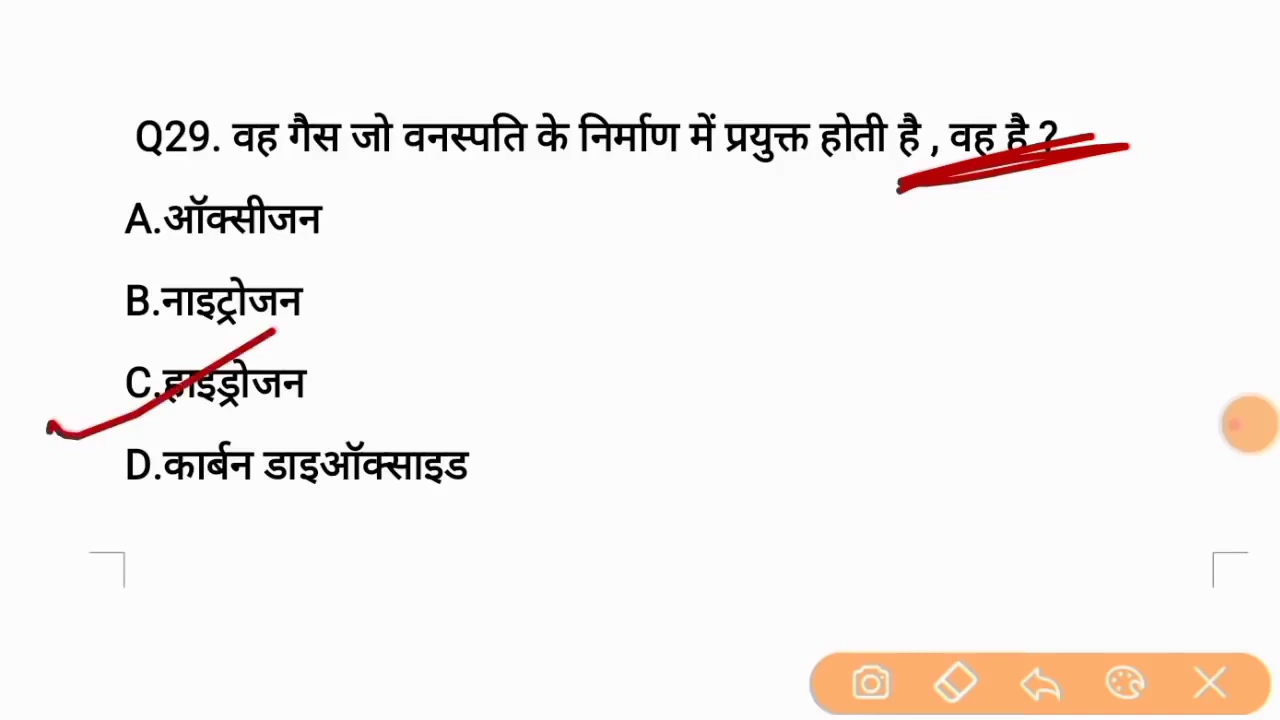 Q29. वह गैस जो वनस्पति के निर्माण में प्रयुक्त होती है , वह है ?
A.ऑक्सीजन
B.नाइट्रोजन
C.हाइड्रोजन
D.कार्बन डाइऑक्साइड